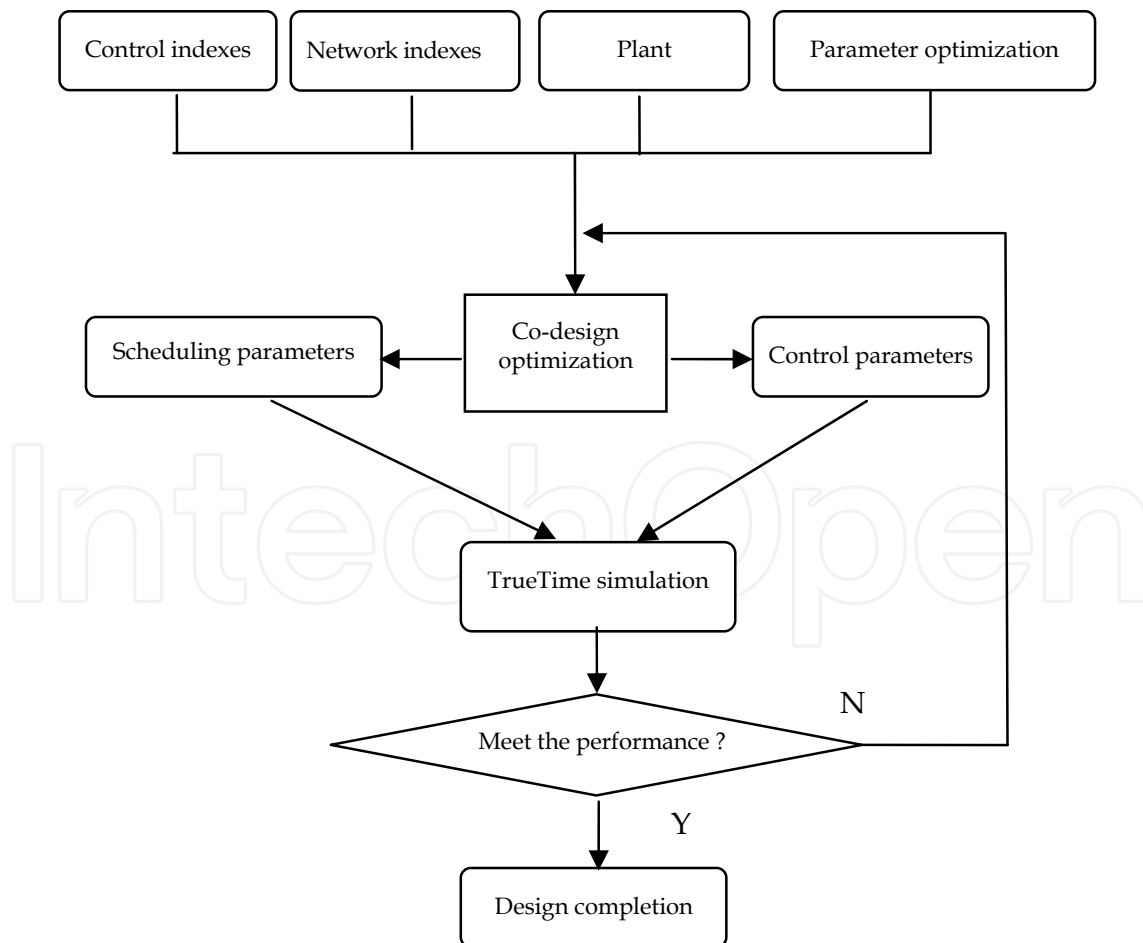 Control indexes
Network indexes
Plant
Parameter optimization
Co-design
optimization
Scheduling parameters
Control parameters
IntechOpen
TrueTime simulation
N
Meet the performance ?
Y
Design completion